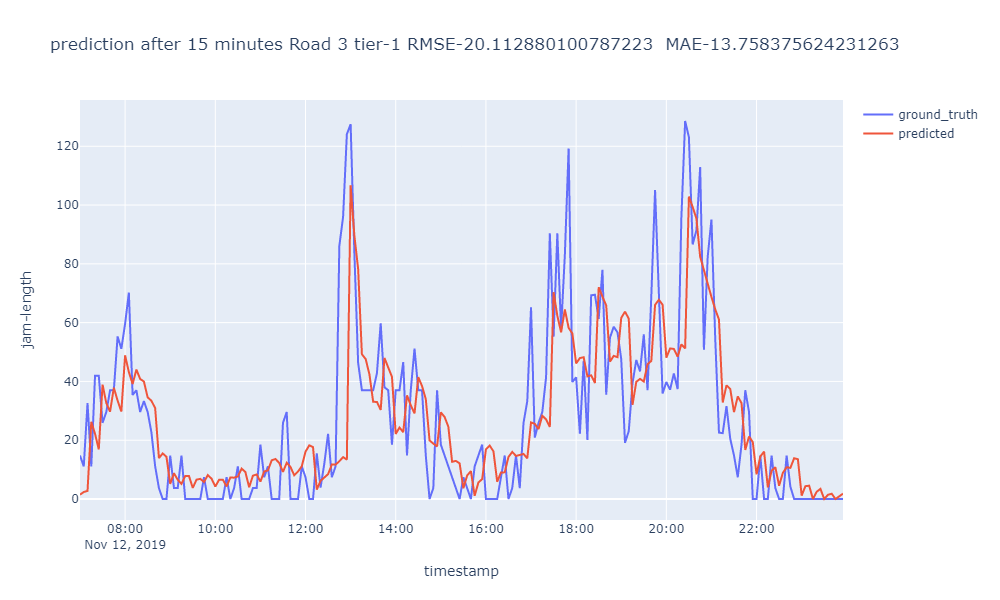 prediction after 15 minutes Road 3 tier-1 RMSE-20.112880100787223  MAE-13.758375624231263
ground_truth
predicted
jam-length
120
100
80
60
40
20
0
08:00
10:00
12:00
14:00
16:00
18:00
20:00
22:00
Nov 12, 2019
timestamp